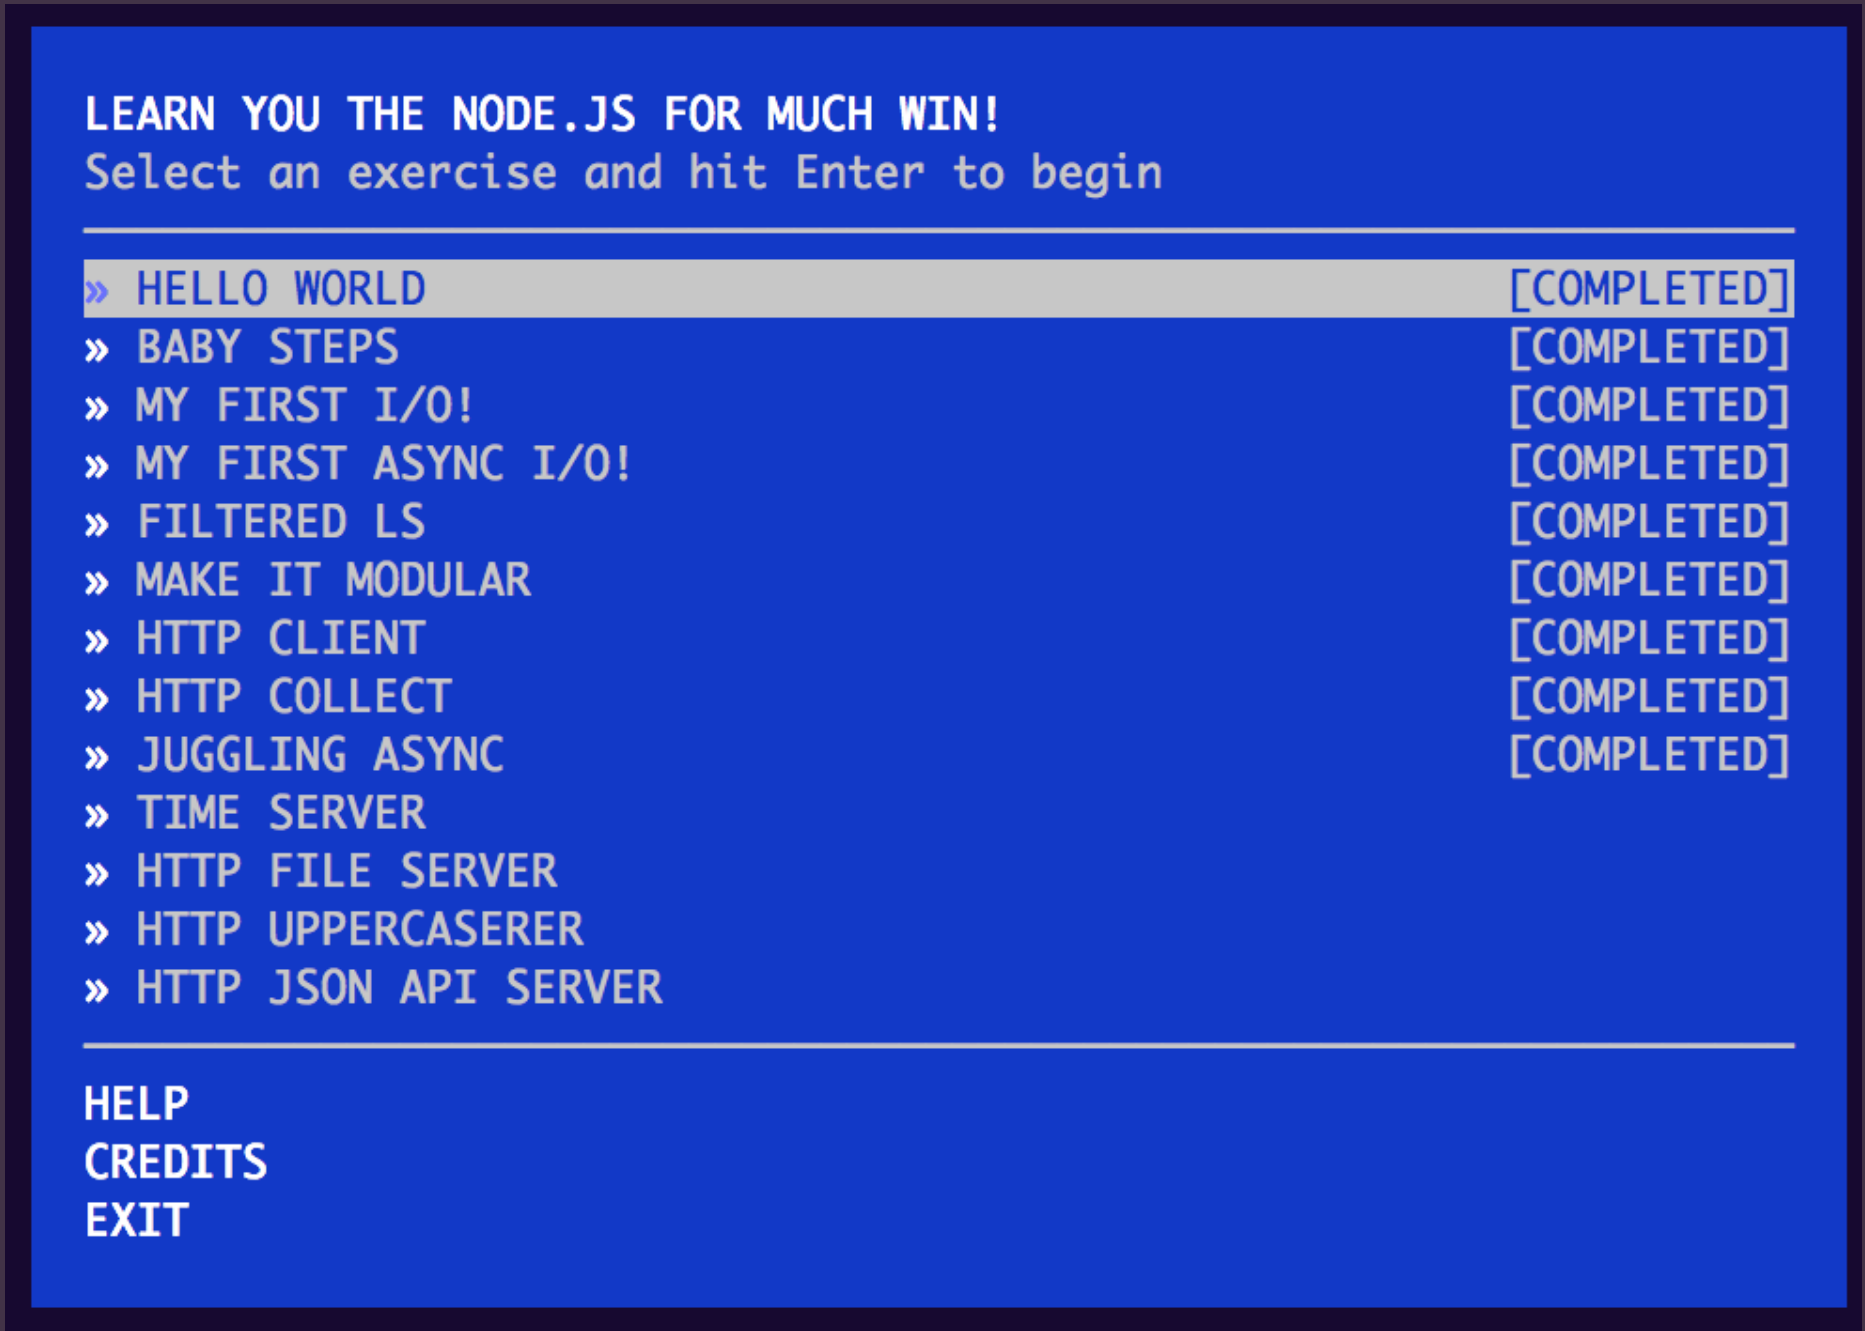 LEARN YOU THE NODE.JS FOR MUCH WIN!
Select an exercise and hit Enter to begin
» HELLO WORLD [COMPLETED]
» BABY STEPS [COMPLETED]
» MY FIRST I/O! [COMPLETED]
» MY FIRST ASYNC I/O! [COMPLETED]
» FILTERED LS [COMPLETED]
» MAKE IT MODULAR [COMPLETED]
» HTTP CLIENT [COMPLETED]
» HTTP COLLECT [COMPLETED]
» JUGGLING ASYNC [COMPLETED]
» TIME SERVER
» HTTP FILE SERVER
» HTTP UPPERCASERER
» HTTP JSON API SERVER
HELP
CREDITS
EXIT